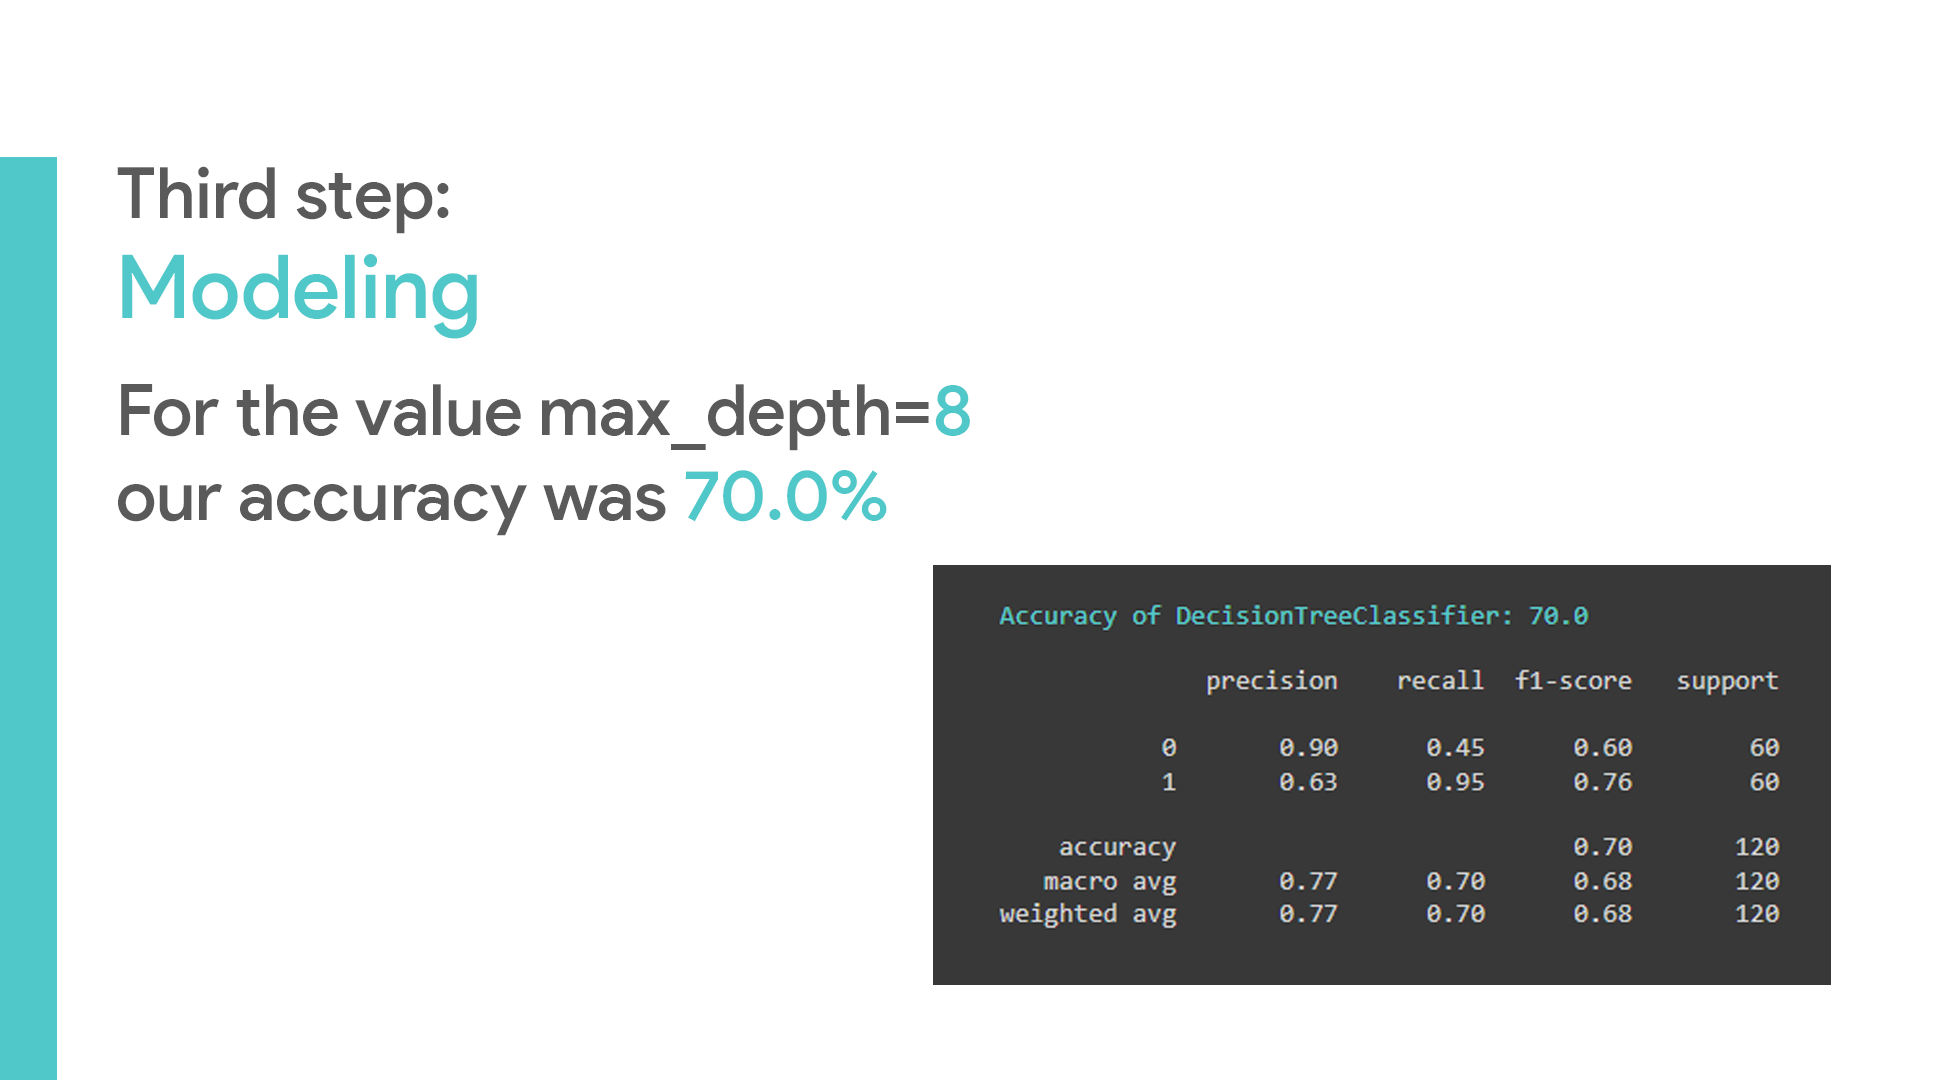 Third step:
Modeling
For the value max_depth=8
our accuracy was 70.0%
Accuracy of DecisionTreeClassifier: 70.0
precision recall f1-score support
0 0.90 0.45 0.60 60
1 0.63 0.95 0.76 60
accuracy 0.70 120
macro avg 0.77 0.70 0.68 120
weighted avg 0.77 0.70 0.68 120